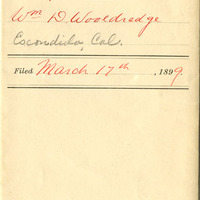 Wm D. Wooldredge
Escondido, Cal.
Filed March 17th, 1899.